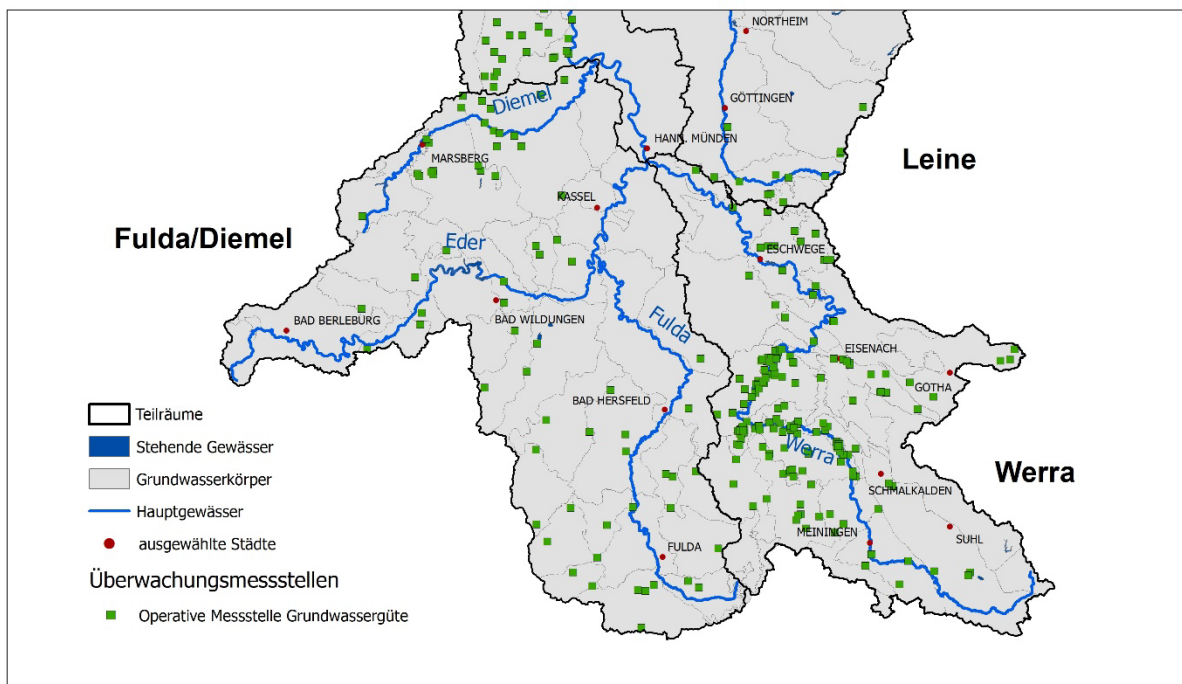 NORTHEIM
GÖTTINGEN
Diemel
HANN. MÜNDEN
MARSBERG
Leine
KASSEL
Fulda/Diemel
Eder
ESCHWEGE
BAD BERLEBURG
BAD WILDUNGEN
Fulda
EISENACH
GOTHA
BAD HERSFELD
Teilräume
Stehende Gewässer
Werra
Werra
Grundwasserkörper
SCHMALKALDEN
Hauptgewässer
MEININGEN
SUHL
ausgewählte Städte
FULDA
Überwachungsmessstellen
Operative Messstelle Grundwassergüte